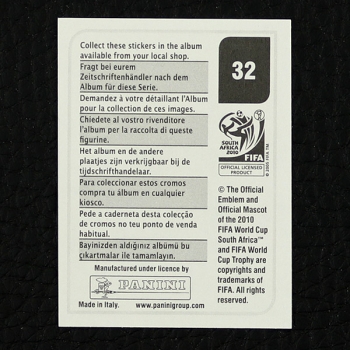 Collect these stickers in the album
available from your local shop.
Fragt bei eurem
Zeitschriftenhändler nach dem
Album für diese Serie.
Demandez à votre détaillant l'Album
pour la collection de ces images.
Chiedete al vostro rivenditore
l'album per la raccolta di queste
figurine.
Het album en de andere
plaatjes zijn verkrijgbaar bij de
tijdschrifthandelaar.
Para coleccionar estos cromos
compra tu álbum en cualquier
kiosco.
Pede a caderneta desta colecção
de cromos no teu ponto de venda
habitual.
Bayinizden aldığınız albümü bu
çıkartmalar ile tamamlayın.
Manufactured under licence by
PANINI
Made in Italy. www.paninigroup.com
32
SOUTH AFRICA
2010
FIFA
OFFICIAL LICENSED
PRODUCT
© 2009 FIFA TM
© The Official
Emblem and
Official Mascot
of the 2010
FIFA World Cup
South Africa™ and
FIFA World Cup
Trophy are
copyrights and
trademarks of
FIFA. All rights
reserved.